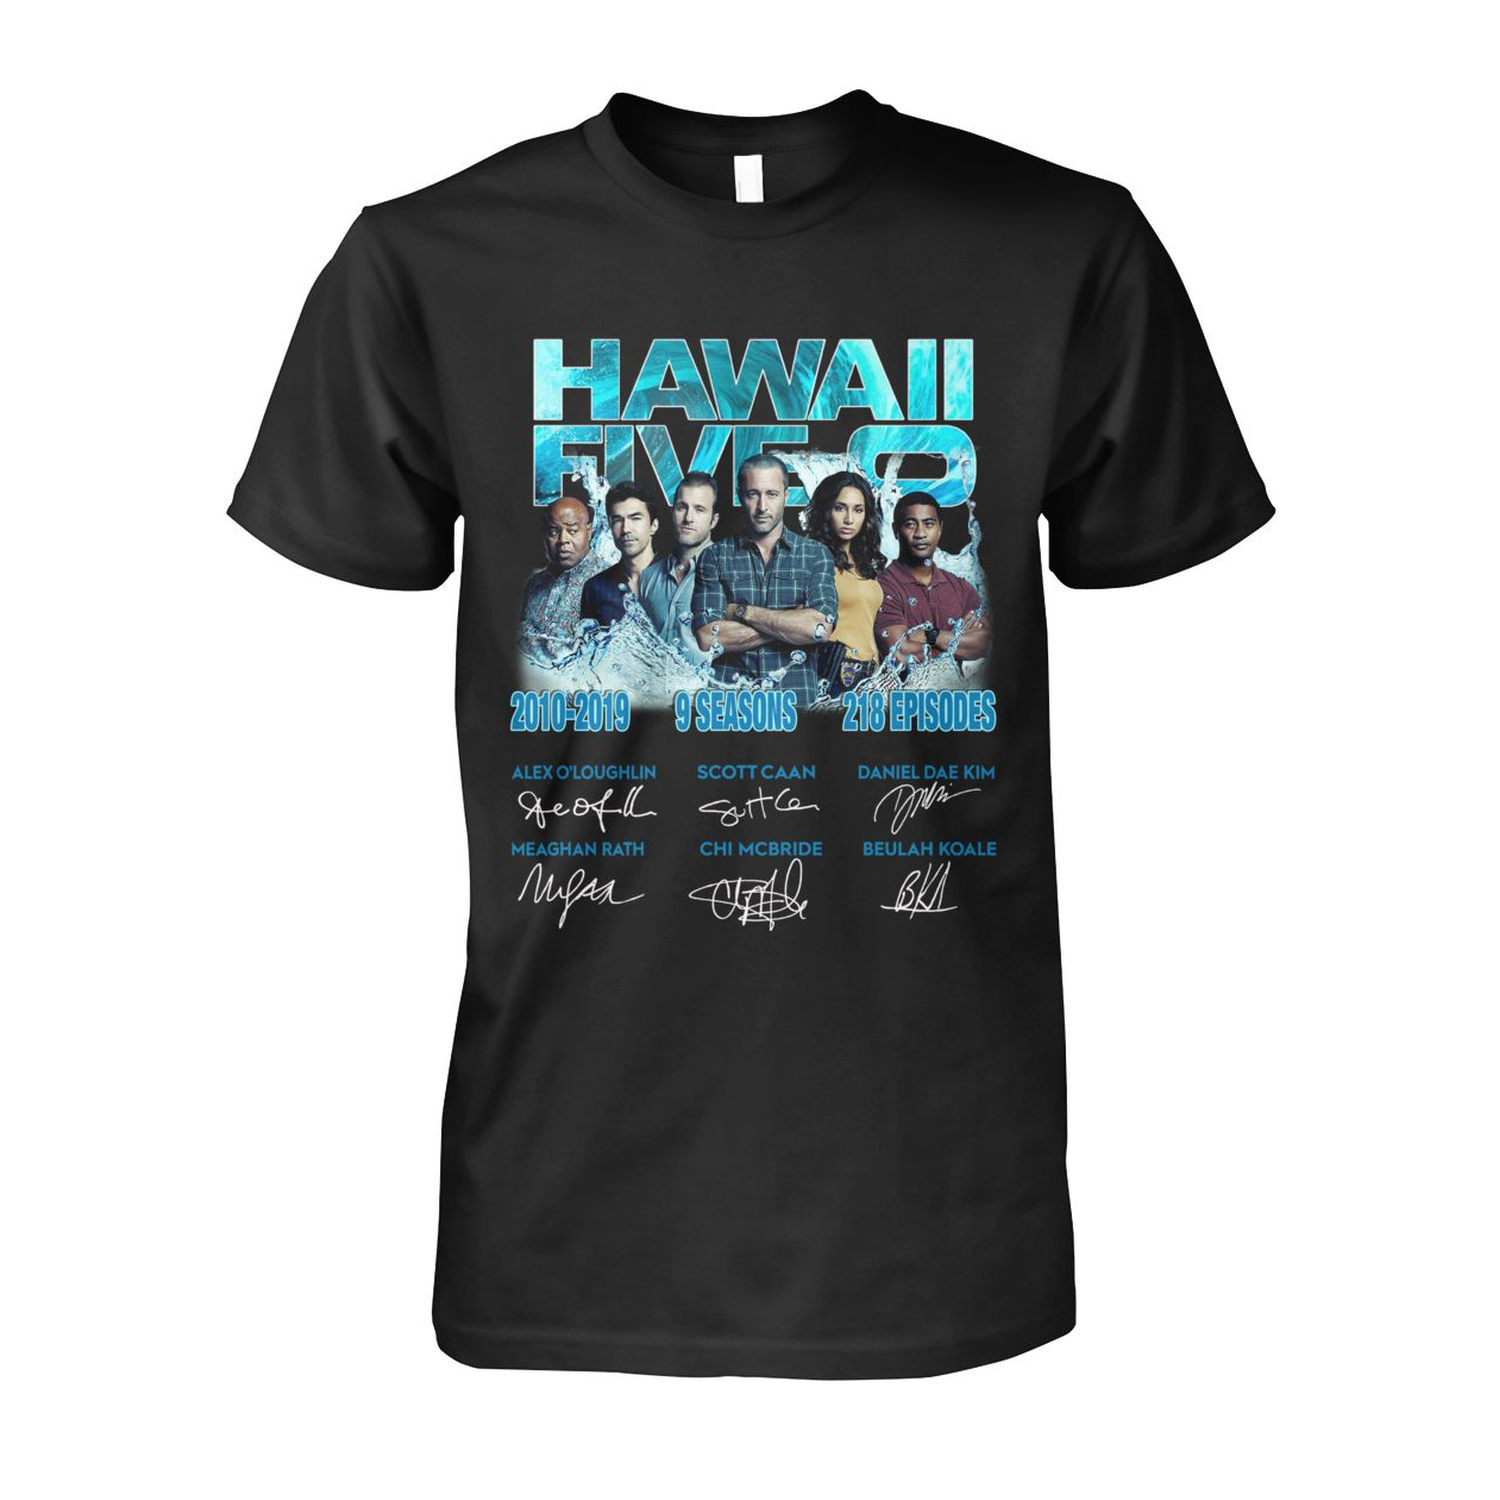 HAWAII
FIVE-0
2010-2019 9 SEASONS 218 EPISODES
ALEX O'LOUGHLIN SCOTT CAAN DANIEL DAE KIM
MEAGHAN RATH CHI MCBRIDE BEULAH KOALE